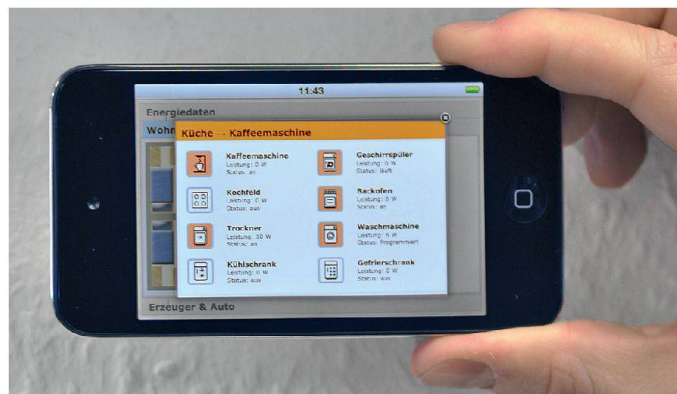 11:43
Energiedaten
Wohn
Küche → Kaffeemaschine
Kaffeemaschine
Leistung: 0 W
Status: an
Geschirrspüler
Leistung: 0 W
Status: läuft
Kochfeld
Leistung: 0 W
Status: aus
Backofen
Leistung: 0 W
Status: an
Trockner
Leistung: 10 W
Status: an
Waschmaschine
Leistung: 6 W
Status: Programmiert
Kühlschrank
Leistung: 0 W
Status: aus
Gefrierschrank
Leistung: 0 W
Status: aus
Erzeuger & Auto